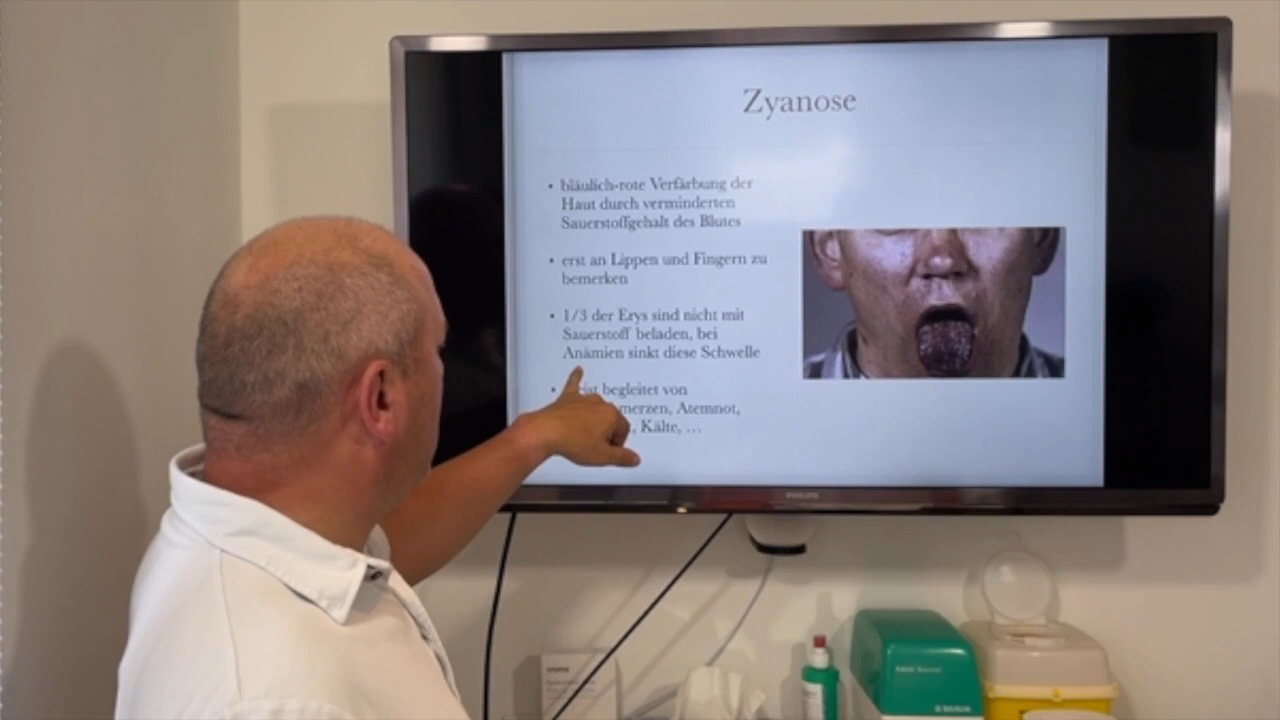 Zyanose
• bläulich-rote Verfärbung der
Haut durch verminderten
Sauerstoffgehalt des Blutes
• erst an Lippen und Fingern zu
bemerken
• 1/3 der Erys sind nicht mit
Sauerstoff beladen, bei
Anämien sinkt diese Schwelle
• begleitet von
Atemnot,
Kälte, …
PHILIPS
B|BRAUN